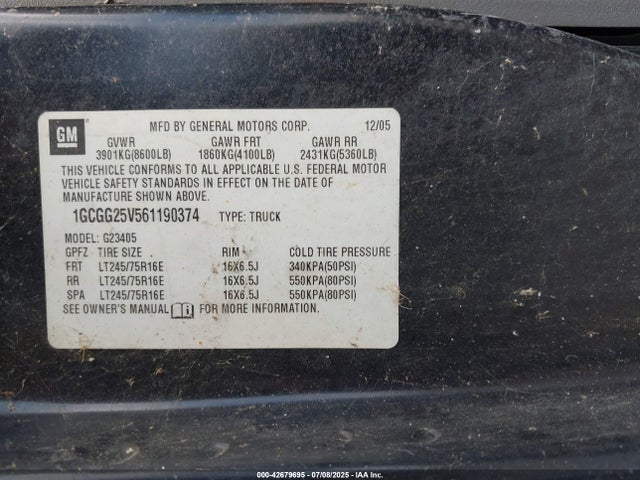 GM
MFD BY GENERAL MOTORS CORP. 12/05
GVWR GAWR FRT GAWR RR
3901KG(8600LB) 1860KG(4100LB) 2431KG(5360LB)
THIS VEHICLE CONFORMS TO ALL APPLICABLE U.S. FEDERAL MOTOR
VEHICLE SAFETY STANDARDS IN EFFECT ON THE DATE OF
MANUFACTURE SHOWN ABOVE.
1GCGG25V561190374 TYPE: TRUCK
MODEL: G23405
GPFZ TIRE SIZE RIM COLD TIRE PRESSURE
FRT LT245/75R16E 16X6.5J 340KPA(50PSI)
RR LT245/75R16E 16X6.5J 550KPA(80PSI)
SPA LT245/75R16E 16X6.5J 550KPA(80PSI)
SEE OWNER'S MANUAL FOR MORE INFORMATION.
000-42679695 - 07/08/2025 - IAAI.COM